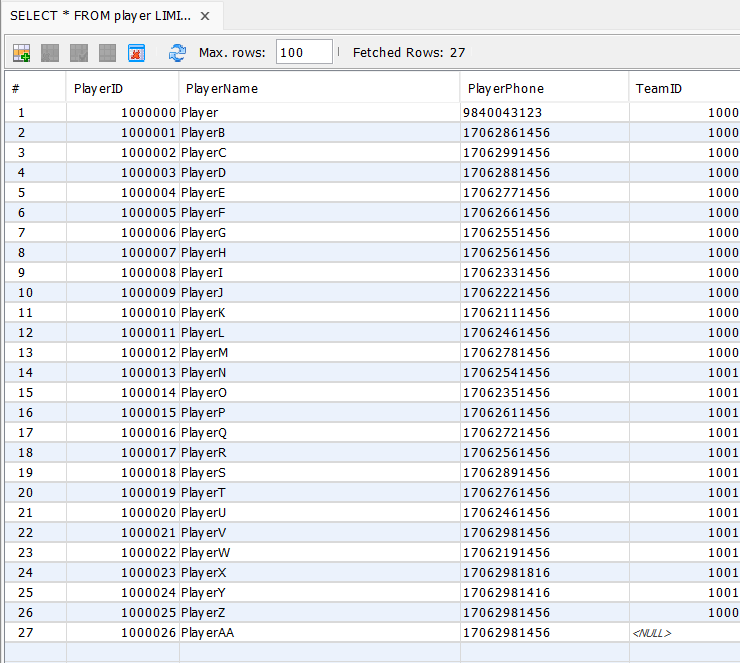 SELECT * FROM player LIMI... ×
Max. rows: 100 Fetched Rows: 27
# PlayerID PlayerName PlayerPhone TeamID
1 1000000 Player 9840043123 1000
2 1000001 PlayerB 17062861456 1000
3 1000002 PlayerC 17062991456 1000
4 1000003 PlayerD 17062881456 1000
5 1000004 PlayerE 17062771456 1000
6 1000005 PlayerF 17062661456 1000
7 1000006 PlayerG 17062551456 1000
8 1000007 PlayerH 17062561456 1000
9 1000008 PlayerI 17062331456 1000
10 1000009 PlayerJ 17062221456 1000
11 1000010 PlayerK 17062111456 1000
12 1000011 PlayerL 17062461456 1000
13 1000012 PlayerM 17062781456 1000
14 1000013 PlayerN 17062541456 1001
15 1000014 PlayerO 17062351456 1001
16 1000015 PlayerP 17062611456 1001
17 1000016 PlayerQ 17062721456 1001
18 1000017 PlayerR 17062561456 1001
19 1000018 PlayerS 17062891456 1001
20 1000019 PlayerT 17062761456 1001
21 1000020 PlayerU 17062461456 1001
22 1000021 PlayerV 17062981456 1001
23 1000022 PlayerW 17062191456 1001
24 1000023 PlayerX 17062981816 1001
25 1000024 PlayerY 17062981416 1001
26 1000025 PlayerZ 17062981456 1000
27 1000026 PlayerAA 17062981456 <NULL>